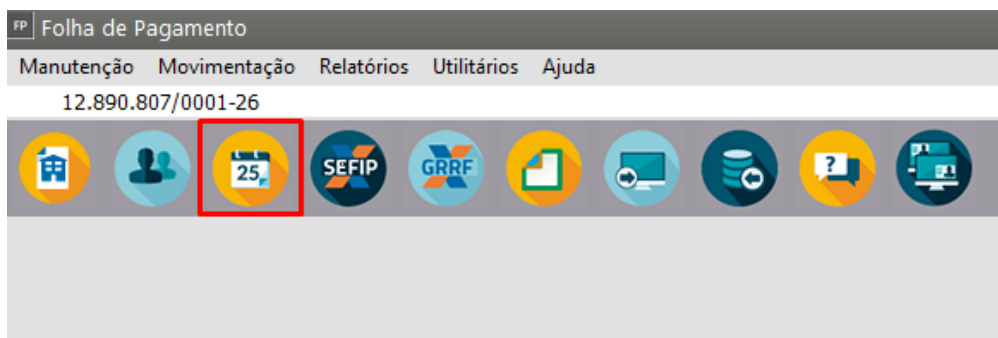 FP Folha de Pagamento
Manutenção Movimentação Relatórios Utilitários Ajuda
12.890.807/0001-26
25 SEFIP GRRF ?